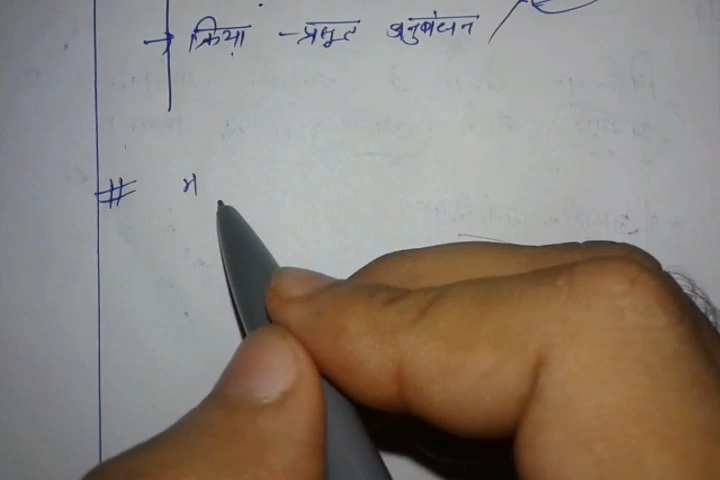 → क्रिया - प्रसूत अनुबंधन
# म